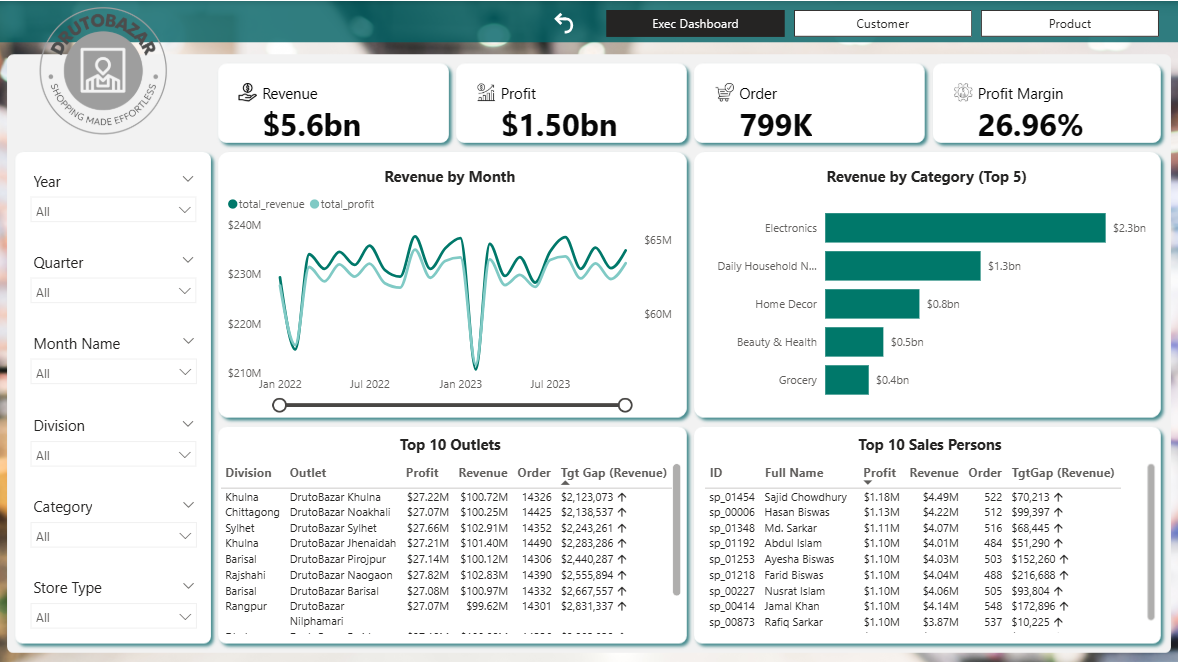 Exec Dashboard
Customer
Product
DRUTOBAZAR
SHOPPING MADE EFFORTLESS
Revenue
$5.6bn
Profit
$1.50bn
Order
799K
Profit Margin
26.96%
Year
All
Quarter
All
Month Name
All
Division
All
Category
All
Store Type
All
Revenue by Month
total_revenue total_profit
$240M
$230M
$220M
$210M
$65M
$60M
Jan 2022 Jul 2022 Jan 2023 Jul 2023
Revenue by Category (Top 5)
Electronics $2.3bn
Daily Household N... $1.3bn
Home Decor $0.8bn
Beauty & Health $0.5bn
Grocery $0.4bn
Top 10 Outlets
Division Outlet Profit Revenue Order Tgt Gap (Revenue)
Khulna DrutoBazar Khulna $27.22M $100.72M 14326 $2,123,073 ↑
Chittagong DrutoBazar Noakhali $27.07M $100.25M 14425 $2,138,537 ↑
Sylhet DrutoBazar Sylhet $27.66M $102.91M 14352 $2,243,261 ↑
Khulna DrutoBazar Jhenaidah $27.21M $101.40M 14490 $2,283,286 ↑
Barisal DrutoBazar Pirojpur $27.14M $100.12M 14306 $2,440,287 ↑
Rajshahi DrutoBazar Naogaon $27.82M $102.83M 14390 $2,555,894 ↑
Barisal DrutoBazar Barisal $27.08M $100.97M 14332 $2,667,557 ↑
Rangpur DrutoBazar $27.07M $99.62M 14301 $2,831,337 ↑
Nilphamari
Top 10 Sales Persons
ID Full Name Profit Revenue Order TgtGap (Revenue)
sp_01454 Sajid Chowdhury $1.18M $4.49M 522 $70,213 ↑
sp_00006 Hasan Biswas $1.13M $4.22M 512 $99,397 ↑
sp_01348 Md. Sarkar $1.11M $4.07M 516 $68,445 ↑
sp_01192 Abdul Islam $1.10M $4.01M 484 $51,290 ↑
sp_01253 Ayesha Biswas $1.10M $4.03M 503 $152,260 ↑
sp_01218 Farid Biswas $1.10M $4.04M 488 $216,688 ↑
sp_00227 Nusrat Islam $1.10M $4.06M 505 $93,804 ↑
sp_00414 Jamal Khan $1.10M $4.14M 548 $172,896 ↑
sp_00873 Rafiq Sarkar $1.10M $3.87M 537 $10,225 ↑